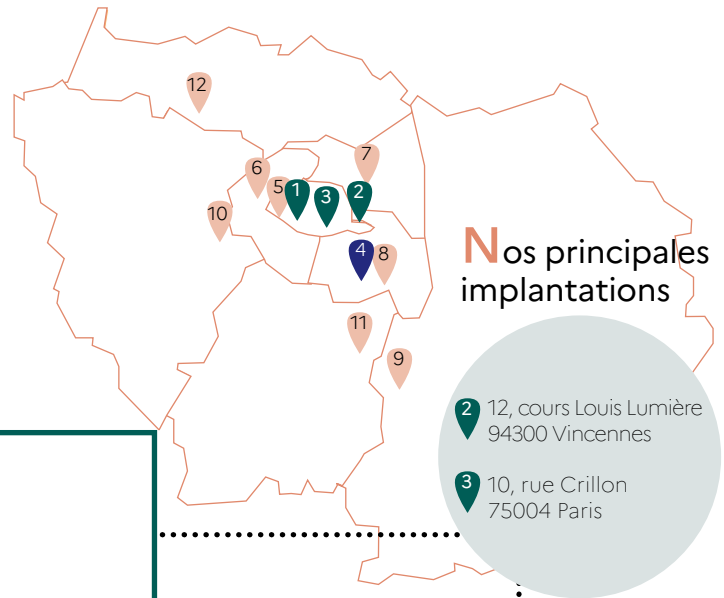 12
7
6
5
1
3
2
10
4
8
11
9
Nos principales
implantations
2 12, cours Louis Lumière
94300 Vincennes
3 10, rue Crillon
75004 Paris